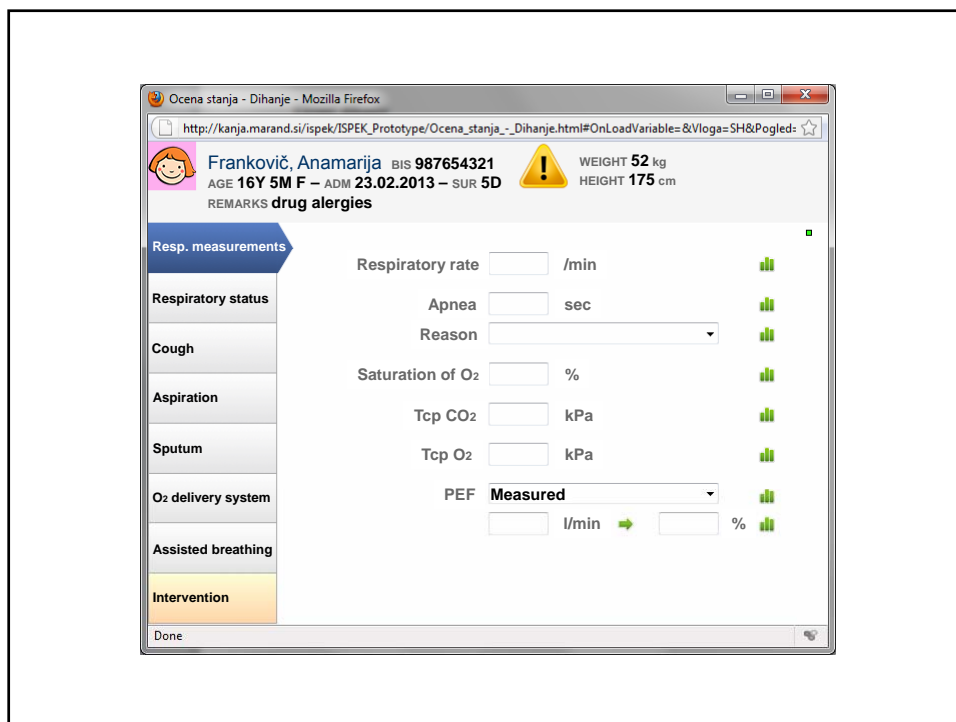 Ocena stanja - Dihanje - Mozilla Firefox
http://kanja.marand.si/ispek/ISPEK_Prototype/Ocena_stanja_-_Dihanje.html#OnLoadVariable=&Vloga=SH&Pogled=
Frankovič, Anamarija BIS 987654321
AGE 16Y 5M F – ADM 23.02.2013 – SUR 5D
REMARKS drug alergies
WEIGHT 52 kg
HEIGHT 175 cm
Resp. measurements
Respiratory status
Cough
Aspiration
Sputum
O2 delivery system
Assisted breathing
Intervention
Respiratory rate /min
Apnea sec
Reason
Saturation of O2 %
Tcp CO2 kPa
Tcp O2 kPa
PEF Measured
l/min %
Done